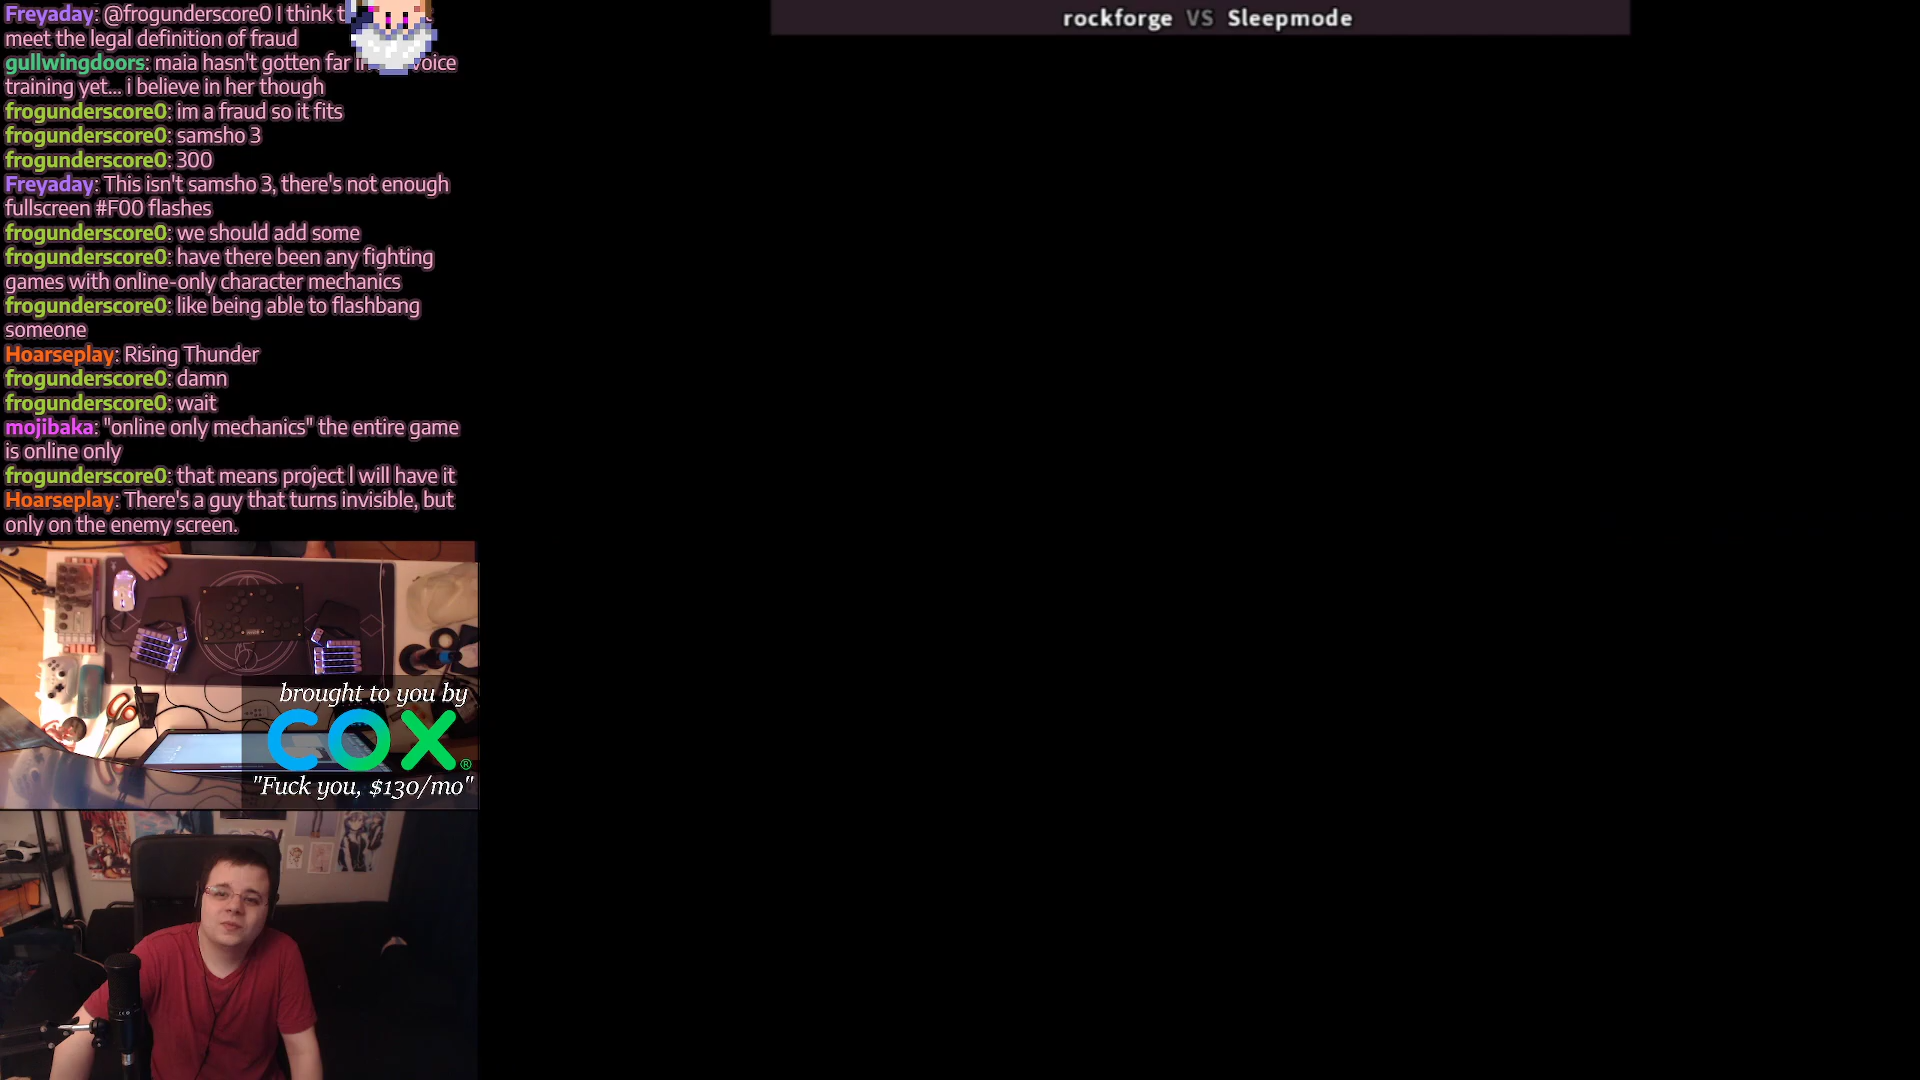 rockforge VS Sleepmode
Freyaday: @frogunderscore0 I think
meet the legal definition of fraud
gullwingdoors: maia hasn't gotten far voice
training yet... i believe in her though
frogunderscore0: im a fraud so it fits
frogunderscore0: samsho 3
frogunderscore0: 300
Freyaday: This isn't samsho 3, there's not enough
fullscreen #F00 flashes
frogunderscore0: we should add some
frogunderscore0: have there been any fighting
games with online-only character mechanics
frogunderscore0: like being able to flashbang
someone
Hoarseplay: Rising Thunder
frogunderscore0: damn
frogunderscore0: wait
mojibaka: "online only mechanics" the entire game
is online only
frogunderscore0: that means project l will have it
Hoarseplay: There's a guy that turns invisible, but
only on the enemy screen.
brought to you by
COX®
"Fuck you, $130/mo"